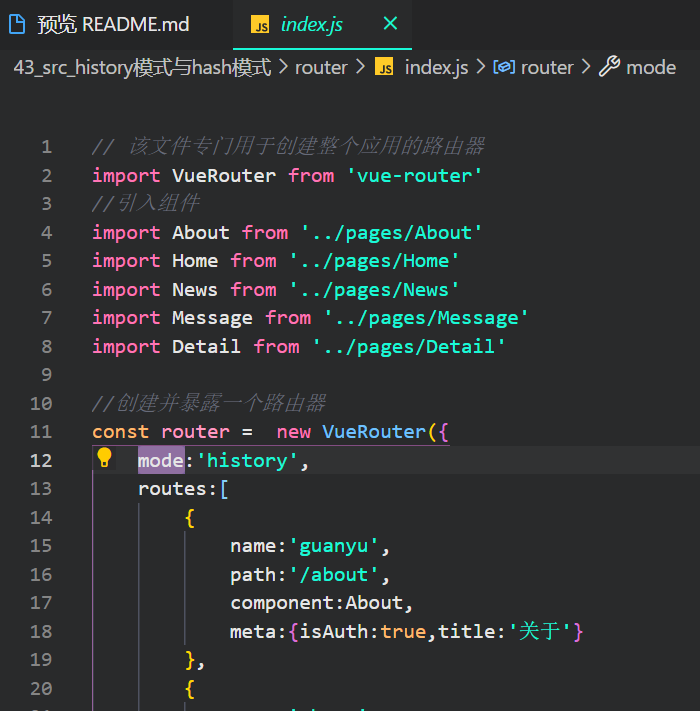 预览 README.md
JS index.js
43_src_history模式与hash模式 > router > JS index.js > router > mode
1 // 该文件专门用于创建整个应用的路由器
2 import VueRouter from 'vue-router'
3 //引入组件
4 import About from '../pages/About'
5 import Home from '../pages/Home'
6 import News from '../pages/News'
7 import Message from '../pages/Message'
8 import Detail from '../pages/Detail'
9
10 //创建并暴露一个路由器
11 const router =  new VueRouter({
12 mode:'history',
13 routes:[
14 {
15 name:'guanyu',
16 path:'/about',
17 component:About,
18 meta:{isAuth:true,title:'关于'}
19 },
20 {